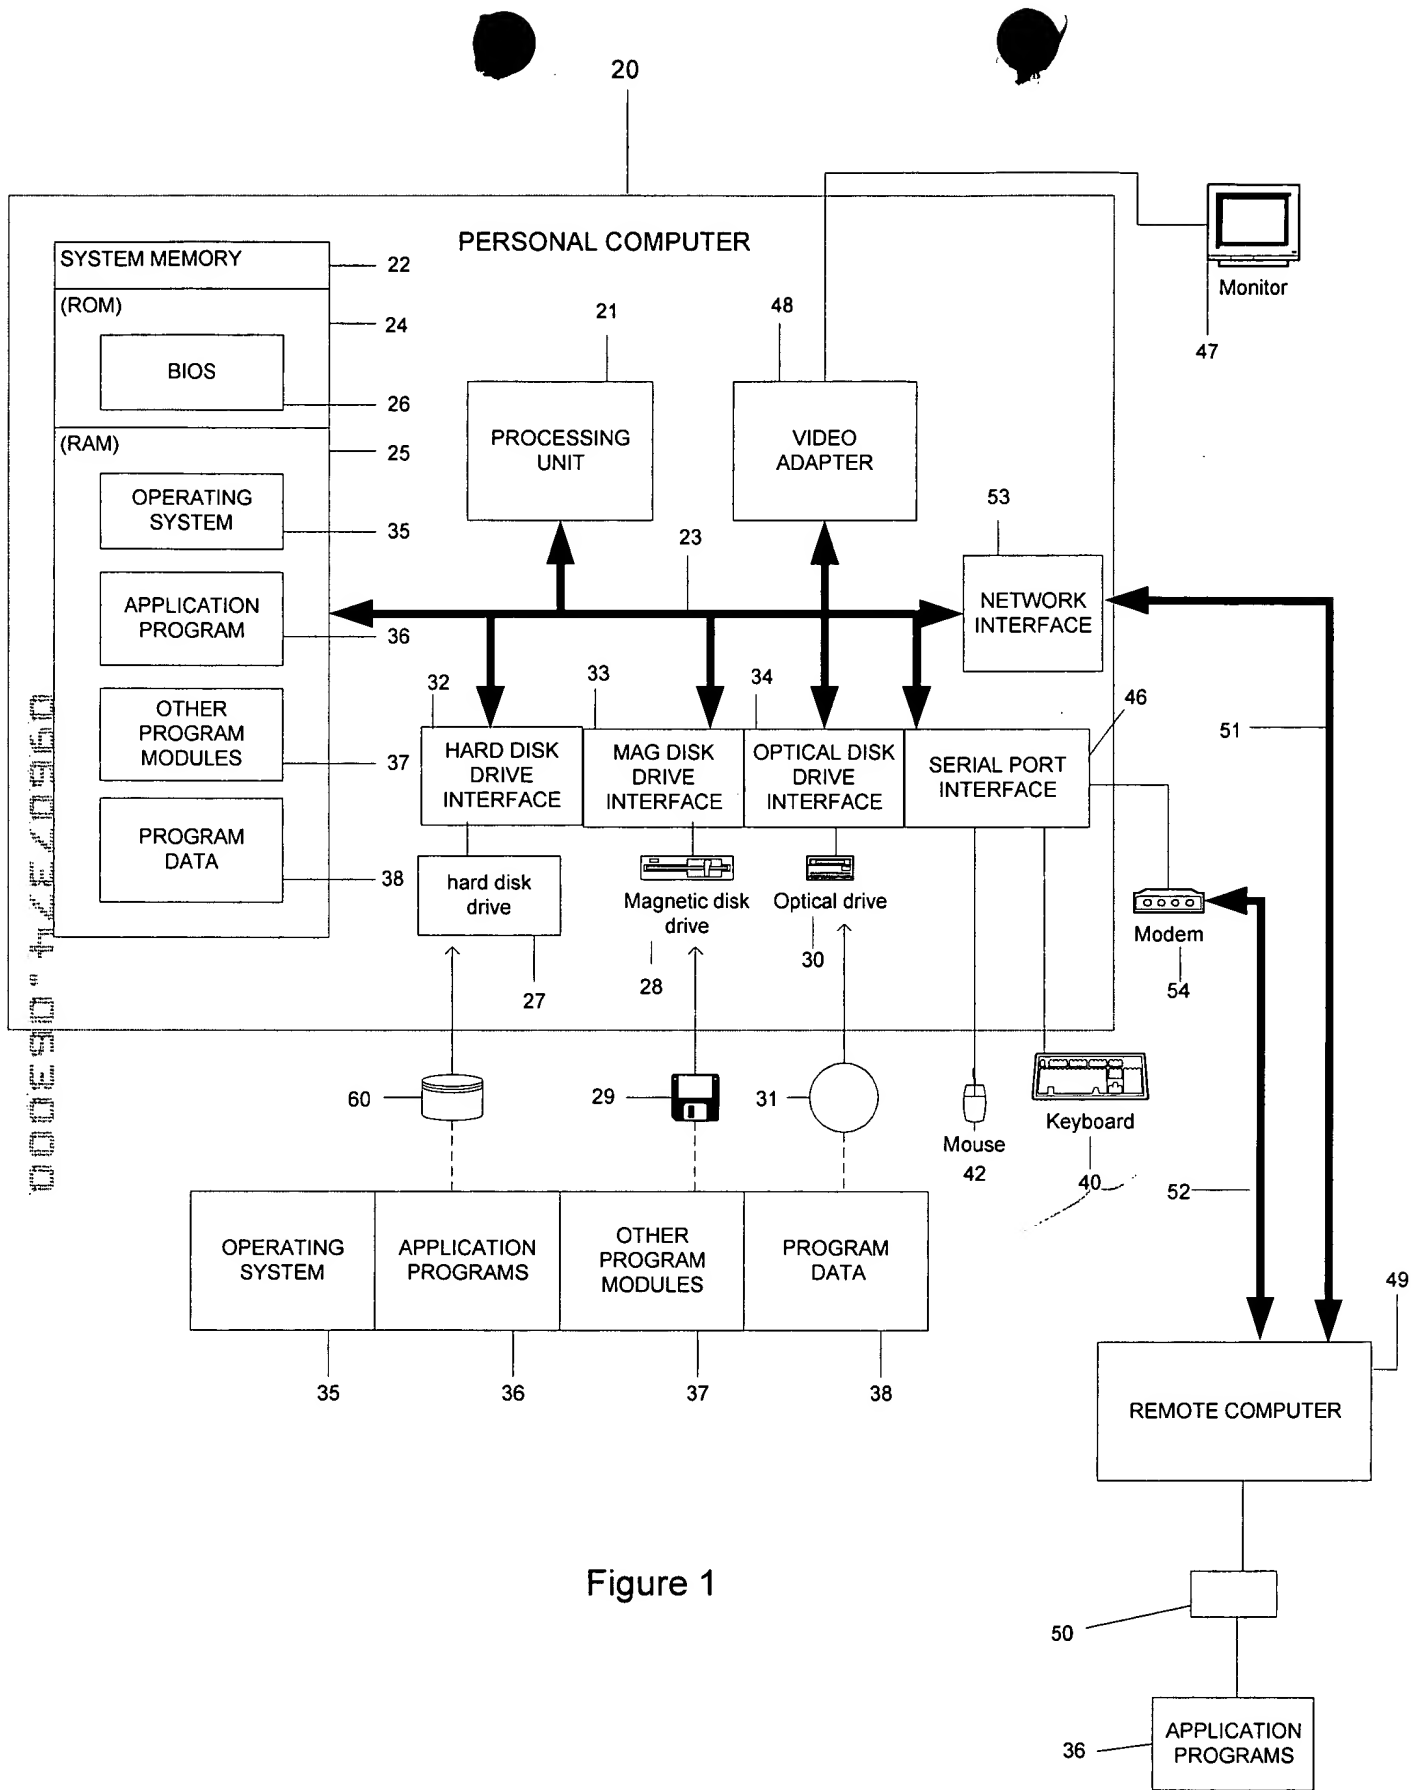 20
PERSONAL COMPUTER
SYSTEM MEMORY
22
(ROM)
24
BIOS
26
(RAM)
25
OPERATING
SYSTEM
35
APPLICATION
PROGRAM
36
OTHER
PROGRAM
MODULES
37
PROGRAM
DATA
38
21
PROCESSING
UNIT
48
VIDEO
ADAPTER
Monitor
47
23
53
NETWORK
INTERFACE
32
HARD DISK
DRIVE
INTERFACE
33
MAG DISK
DRIVE
INTERFACE
34
OPTICAL DISK
DRIVE
INTERFACE
46
SERIAL PORT
INTERFACE
51
hard disk
drive
27
Magnetic disk
drive
28
Optical drive
30
Modem
54
60
29
31
Mouse
42
Keyboard
40
52
OPERATING
SYSTEM
APPLICATION
PROGRAMS
OTHER
PROGRAM
MODULES
PROGRAM
DATA
35
36
37
38
49
REMOTE COMPUTER
50
36
APPLICATION
PROGRAMS
Figure 1
09607374.063000